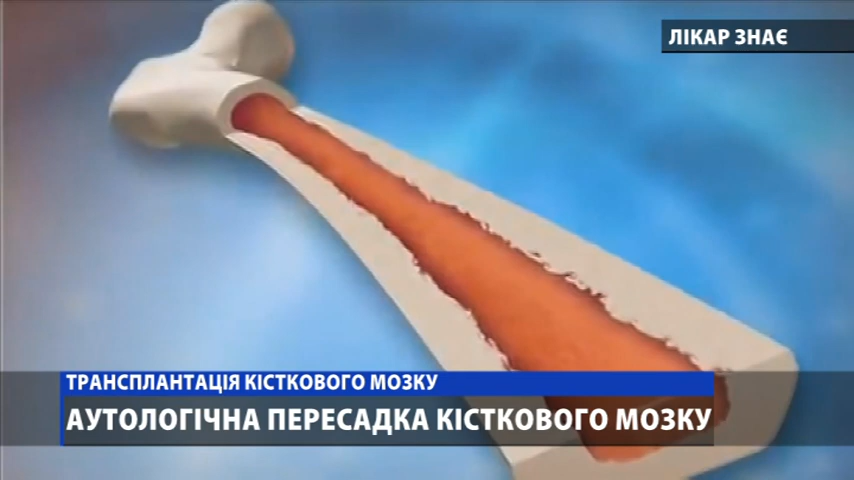 ЛІКАР ЗНАЄ
ТРАНСПЛАНТАЦІЯ КІСТКОВОГО МОЗКУ
АУТОЛОГІЧНА ПЕРЕСАДКА КІСТКОВОГО МОЗКУ